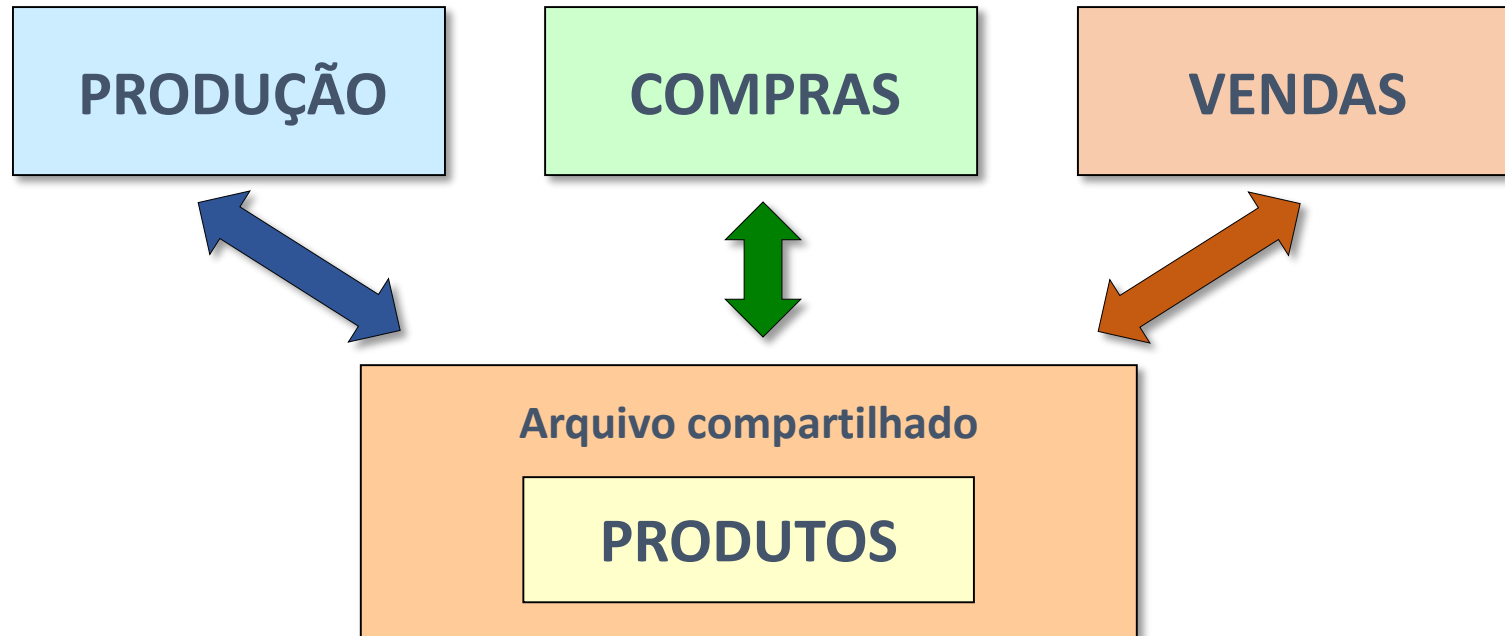 PRODUÇÃO
COMPRAS
VENDAS
Arquivo compartilhado
PRODUTOS